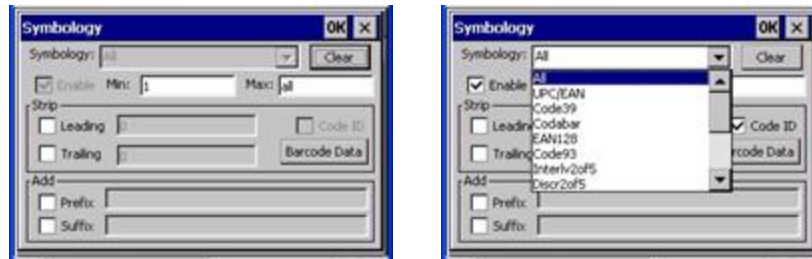 Symbology OK
Symbology: All Clear
Enable Min: 1 Max: all
Strip
Leading 0 Code ID
Trailing 0 Barcode Data
Add
Prefix
Suffix
Symbology OK
Symbology: All Clear
Enable
All
UPC/EAN
Strip
Code39
Leadin Code ID
Codabar
EAN128
Trailing rcode Data
Code93
Interlv2of5
Add
Discr2of5
Prefix
Suffix